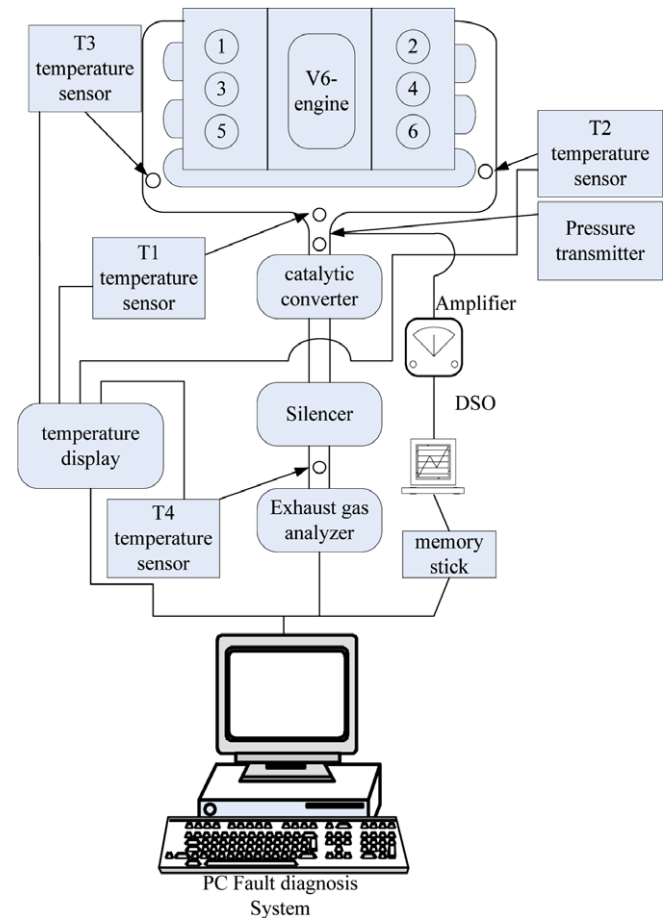 T3
temperature
sensor
1
3
5
V6-
engine
2
4
6
T2
temperature
sensor
T1
temperature
sensor
catalytic
converter
Pressure
transmitter
Amplifier
temperature
display
Silencer
DSO
T4
temperature
sensor
Exhaust gas
analyzer
memory
stick
PC Fault diagnosis
System